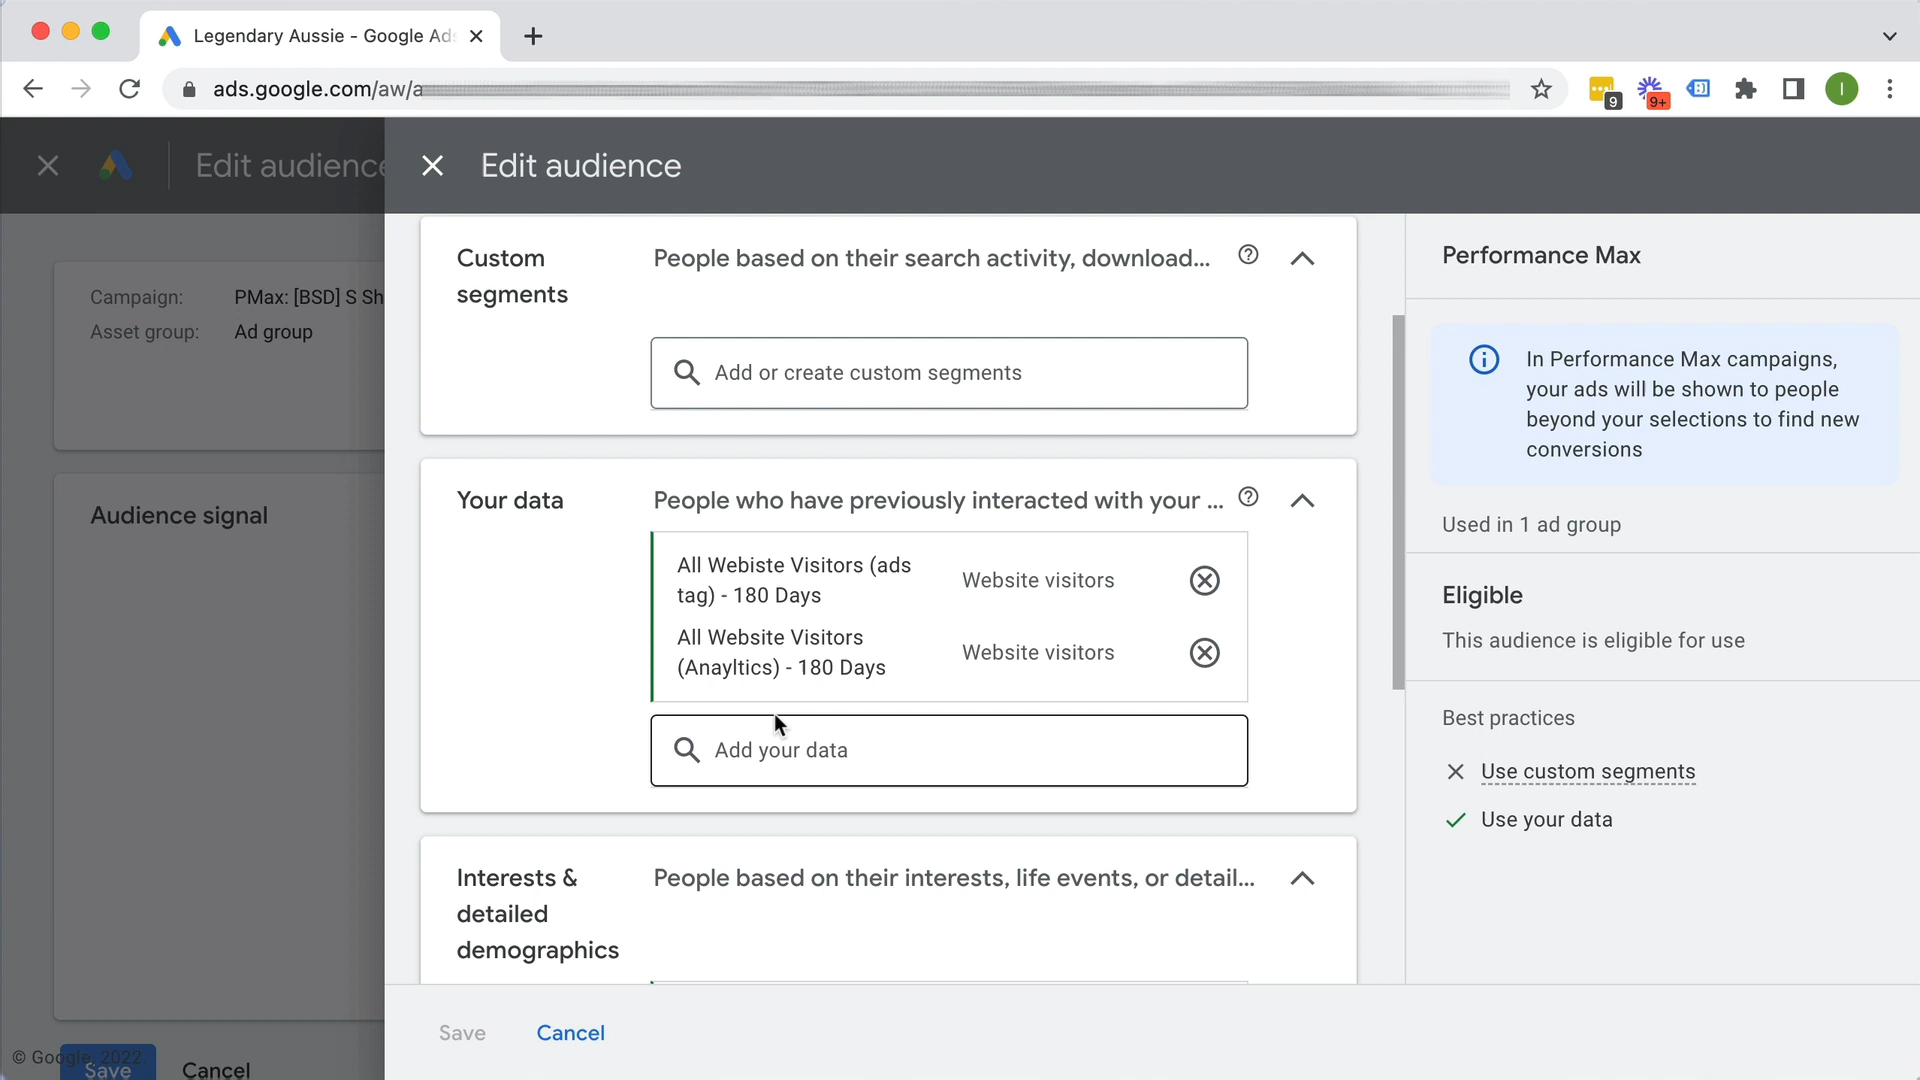 Legendary Aussie - Google Ads
ads.google.com/aw/a
9
9+
I
Edit audience
Edit audience
Campaign:
PMax: [BSD] S Sh
Asset group:
Ad group
Audience signal
Custom
segments
People based on their search activity, download...
Add or create custom segments
Your data
People who have previously interacted with your ...
All Webiste Visitors (ads
tag) - 180 Days
Website visitors
All Website Visitors
(Anayltics) - 180 Days
Website visitors
Add your data
Interests &
detailed
demographics
People based on their interests, life events, or detail...
Performance Max
In Performance Max campaigns,
your ads will be shown to people
beyond your selections to find new
conversions
Used in 1 ad group
Eligible
This audience is eligible for use
Best practices
Use custom segments
Use your data
Save
Cancel
© Google, 2022.
Save
Cancel